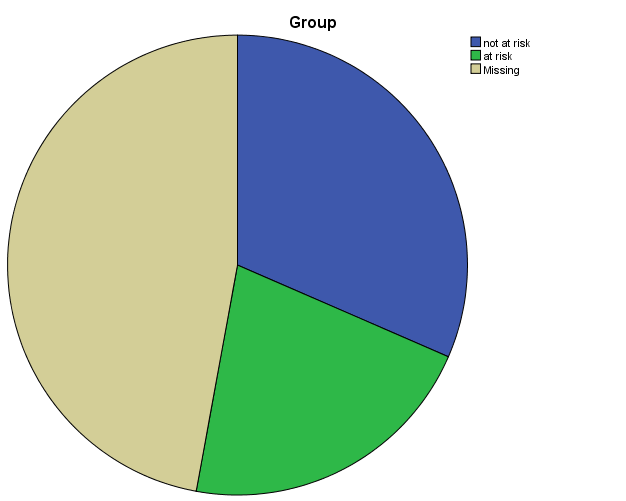 Group
not at risk
at risk
Missing